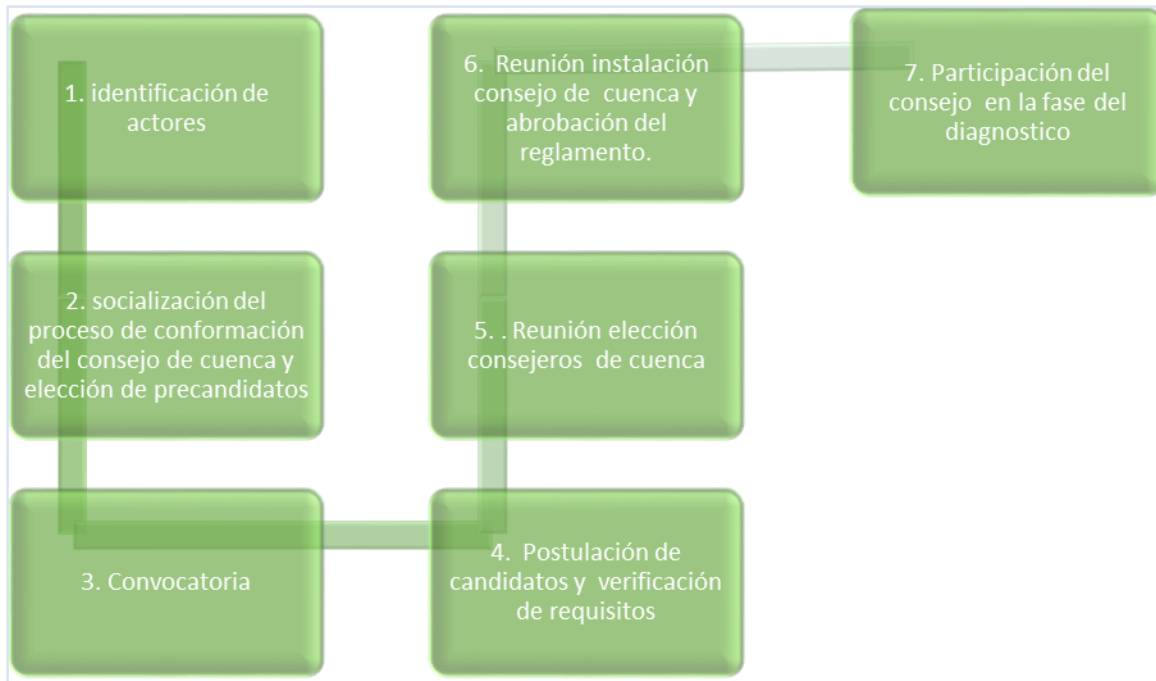 1. identificación de
actores
2. socialización del
proceso de conformación
del consejo de cuenca y
elección de precandidatos
3. Convocatoria
4. Postulación de
candidatos y verificación
de requisitos
5. . Reunión elección
consejeros de cuenca
6. Reunión instalación
consejo de cuenca y
abrobación del
reglamento.
7. Participación del
consejo en la fase del
diagnostico